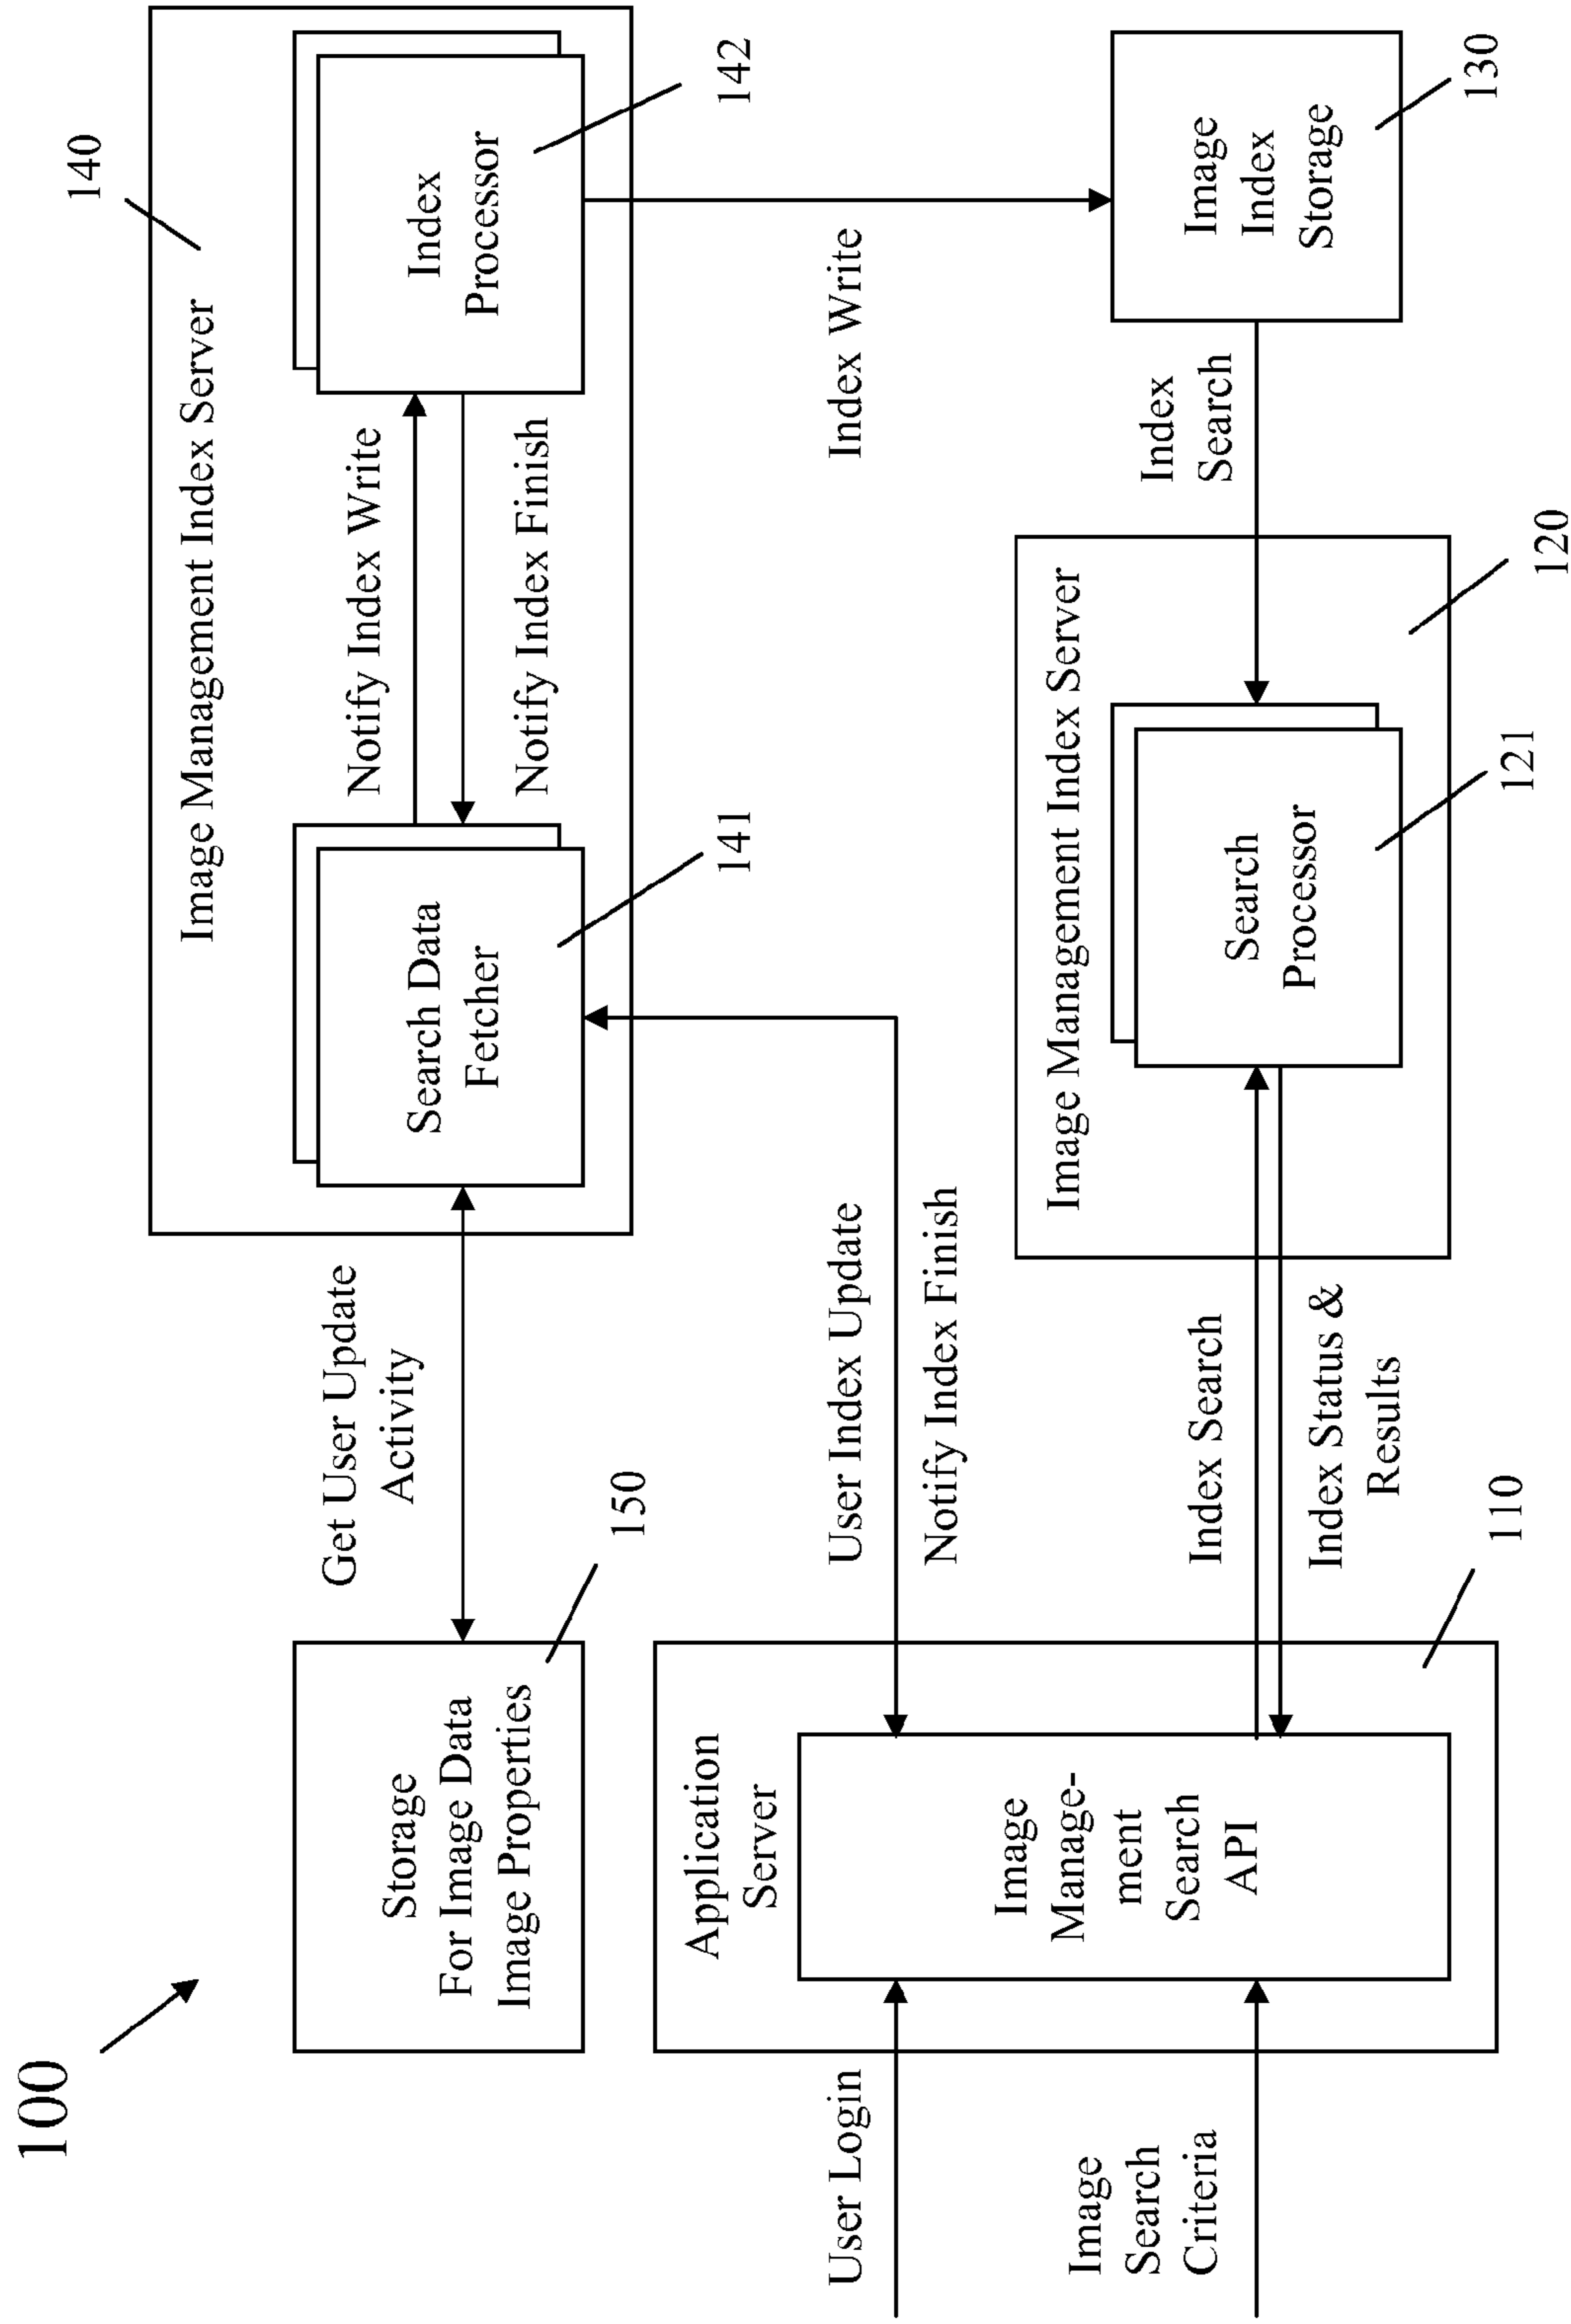 100
Storage
For Image Data
Image Properties
150
Get User Update
Activity
Image Management Index Server
140
Search Data
Fetcher
141
Notify Index Write
Notify Index Finish
Index
Processor
142
User Login
Image
Search
Criteria
Application
Server
Image
Manage-
ment
Search
API
110
User Index Update
Notify Index Finish
Index Search
Index Status &
Results
Image Management Index Server
Search
Processor
121
120
Index Write
Index
Search
Image
Index
Storage
130